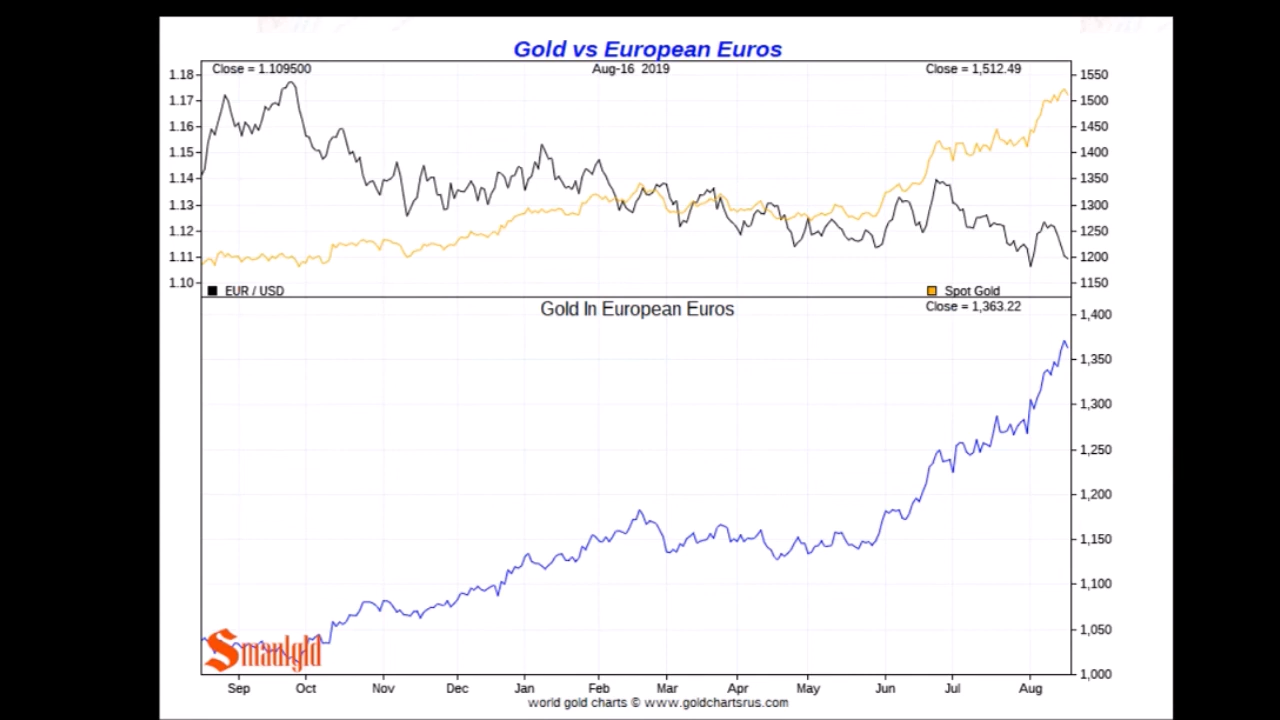 Gold vs European Euros
Close = 1.109500 Aug-16 2019 Close = 1,512.49
1.18 1550
1.17 1500
1.16 1450
1.15 1400
1.14 1350
1.13 1300
1.12 1250
1.11 1200
1.10 1150
EUR / USD Spot Gold
Gold In European Euros Close = 1,363.22
1,400
1,350
1,300
1,250
1,200
1,150
1,100
1,050
Smaulgld
1,000
Sep Oct Nov Dec Jan Feb Mar Apr May Jun Jul Aug
world gold charts © www.goldchartsrus.com